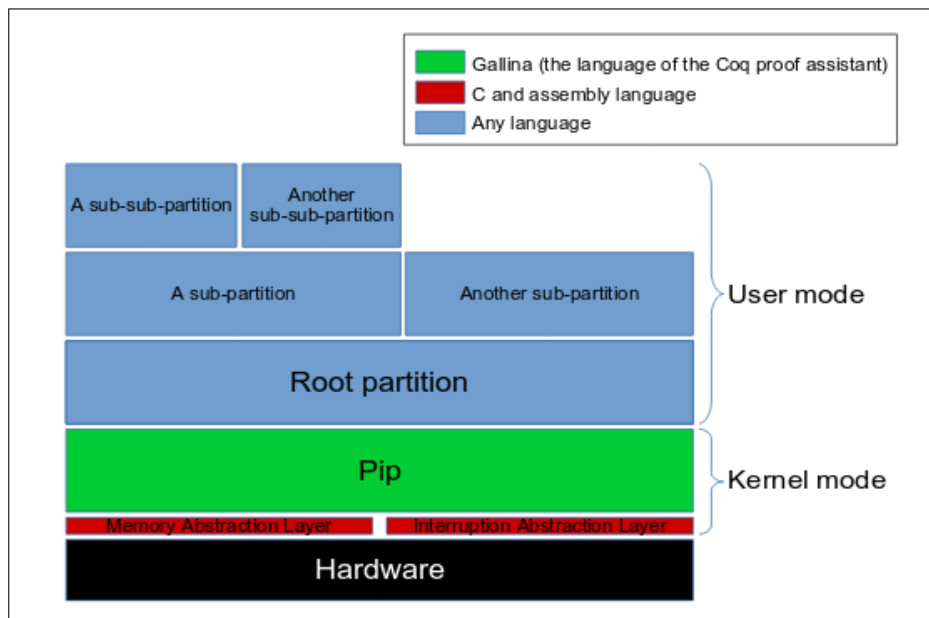 Gallina (the language of the Coq proof assistant)
C and assembly language
Any language
A sub-sub-partition
Another
sub-sub-partition
A sub-partition
Another sub-partition
User mode
Root partition
Pip
Kernel mode
Memory Abstraction Layer
Interruption Abstraction Layer
Hardware